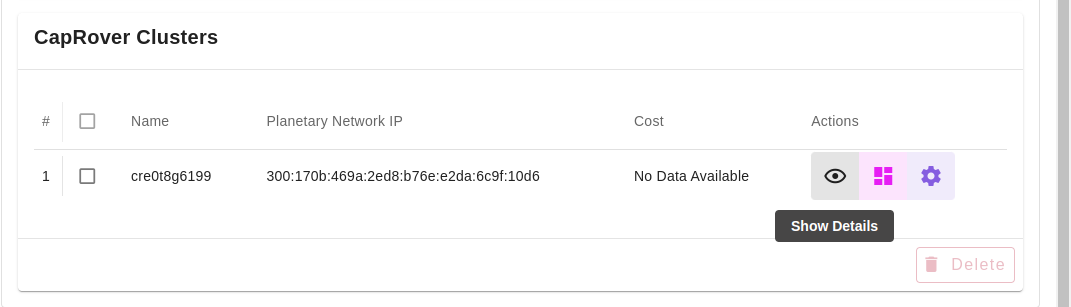 CapRover Clusters
# Name Planetary Network IP Cost Actions
1 cre0t8g6199 300:170b:469a:2ed8:b76e:e2da:6c9f:10d6 No Data Available
Show Details
Delete